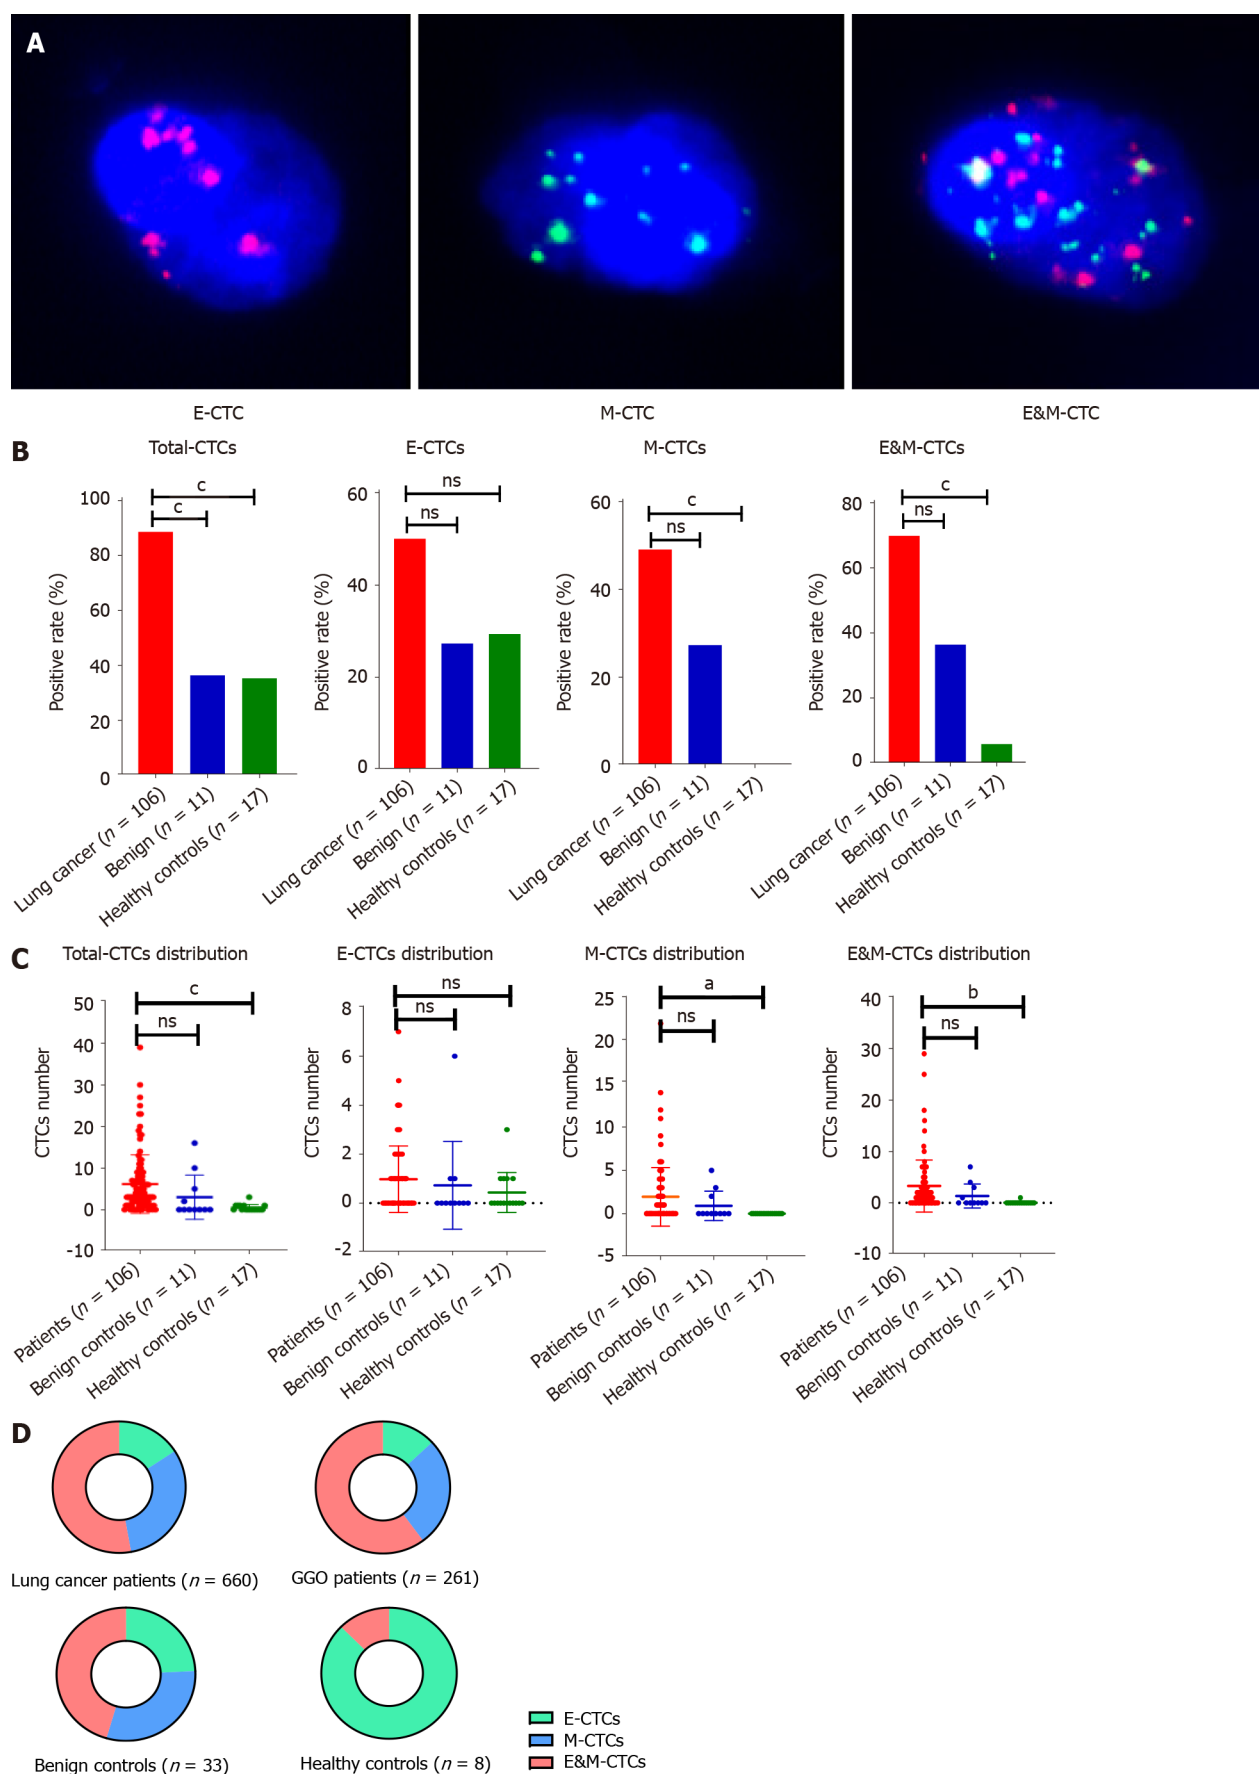 A
E-CTC M-CTC E&M-CTC
B
Total-CTCs E-CTCs M-CTCs E&M-CTCs
Positive rate (%)
100
80
60
40
20
0
c
c
Lung cancer (n = 106)
Benign (n = 11)
Healthy controls (n = 17)
Positive rate (%)
60
40
20
0
ns
ns
Lung cancer (n = 106)
Benign (n = 11)
Healthy controls (n = 17)
Positive rate (%)
60
40
20
0
c
ns
Lung cancer (n = 106)
Benign (n = 11)
Healthy controls (n = 17)
Positive rate (%)
80
60
40
20
0
c
ns
Lung cancer (n = 106)
Benign (n = 11)
Healthy controls (n = 17)
C
Total-CTCs distribution E-CTCs distribution M-CTCs distribution E&M-CTCs distribution
CTCs number
50
40
30
20
10
0
-10
c
ns
Patients (n = 106)
Benign controls (n = 11)
Healthy controls (n = 17)
CTCs number
8
6
4
2
0
-2
ns
ns
Patients (n = 106)
Benign controls (n = 11)
Healthy controls (n = 17)
CTCs number
25
20
15
10
5
0
-5
a
ns
Patients (n = 106)
Benign controls (n = 11)
Healthy controls (n = 17)
CTCs number
40
30
20
10
0
-10
b
ns
Patients (n = 106)
Benign controls (n = 11)
Healthy controls (n = 17)
D
Lung cancer patients (n = 660)
GGO patients (n = 261)
Benign controls (n = 33)
Healthy controls (n = 8)
E-CTCs
M-CTCs
E&M-CTCs